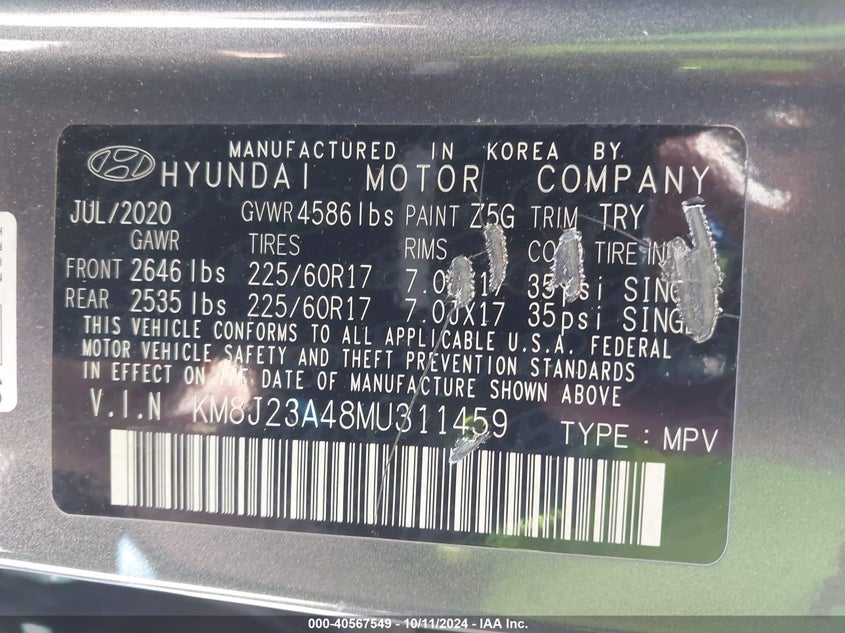 MANUFACTURED IN KOREA BY
HYUNDAI MOTOR COMPANY
JUL/2020 GVWR 4586 lbs PAINT Z5G TRIM TRY
GAWR TIRES RIMS TIRE
FRONT 2646 lbs 225/60R17 35psi
REAR 2535 lbs 225/60R17 7.00X17 35psi
THIS VEHICLE CONFORMS TO ALL APPLICABLE U.S.A. FEDERAL
MOTOR VEHICLE SAFETY AND THEFT PREVENTION STANDARDS
IN EFFECT ON THE DATE OF MANUFACTURE SHOWN ABOVE
V.I.N KM8J23A48MU311459 TYPE : MPV
000-40567549 - 10/11/2024 - IAA Inc.